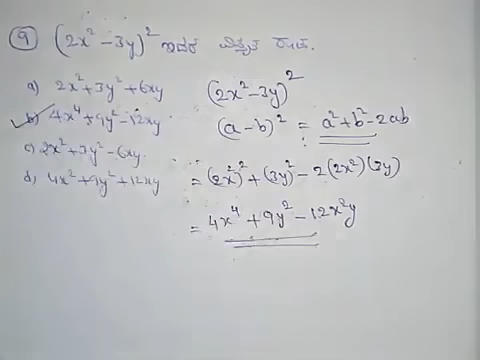 9 (2x² - 3y)² ಇದರ ವಿಸ್ತೃತ ರೂಪ.
a) 2x² + 3y² + 6xy
b) 4x⁴ + 9y² - 12xy
c) 2x² + 3y² - 6xy
d) 4x² + 9y² + 12xy
(2x² - 3y)²
(a - b)² = a² + b² - 2ab
= (2x²)² + (3y)² - 2(2x²)(3y)
= 4x⁴ + 9y² - 12x²y